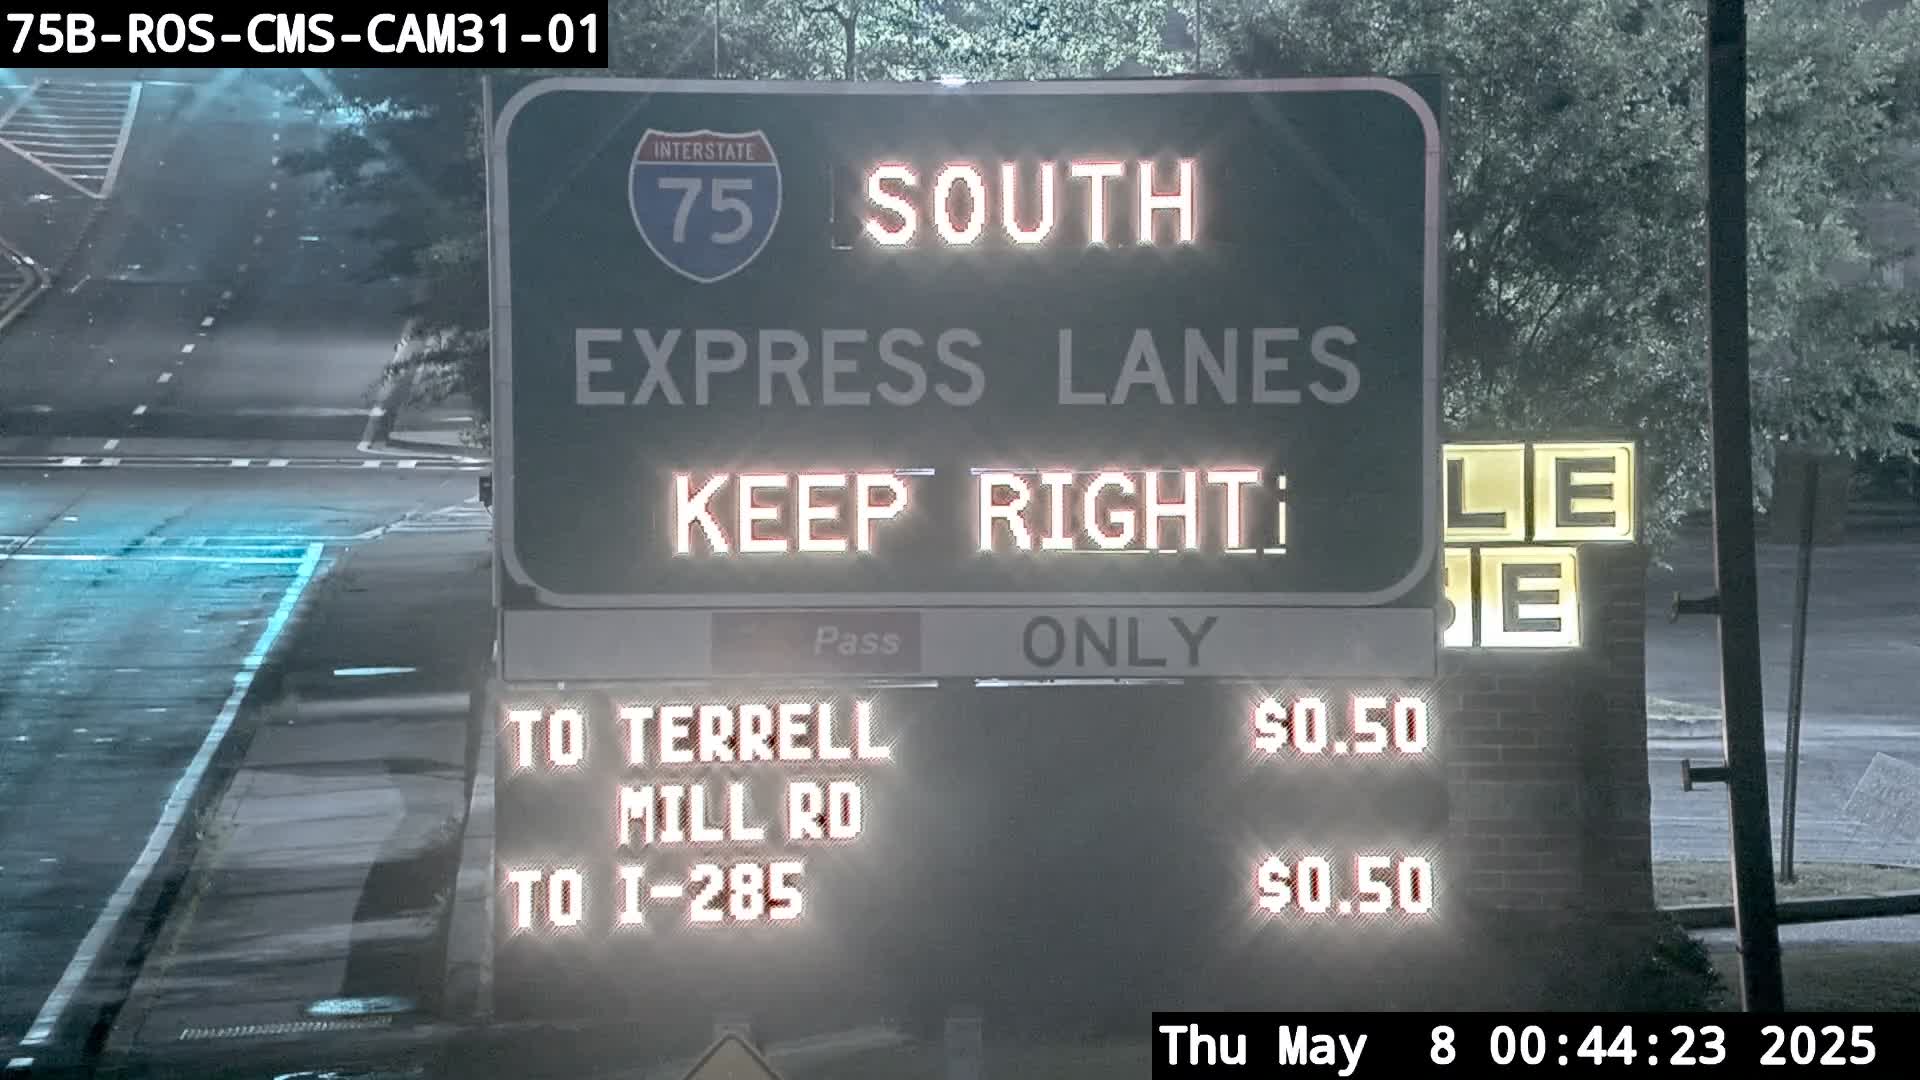 75B-ROS-CMS-CAM31-01
INTERSTATE
75
SOUTH
EXPRESS LANES
KEEP RIGHT
Pass ONLY
LE
E
TO TERRELL $0.50
MILL RD
TO I-285 $0.50
Thu May 8 00:44:23 2025